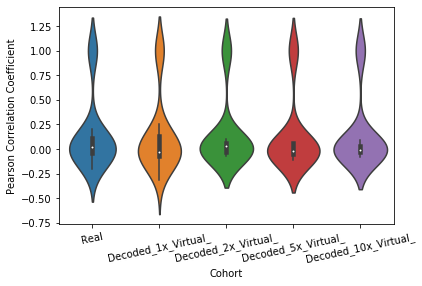 1.25
1.00
0.75
0.50
0.25
0.00
−0.25
−0.50
−0.75
Pearson Correlation Coefficient
Real
Decoded_1x_Virtual_
Decoded_2x_Virtual_
Decoded_5x_Virtual_
Decoded_10x_Virtual_
Cohort